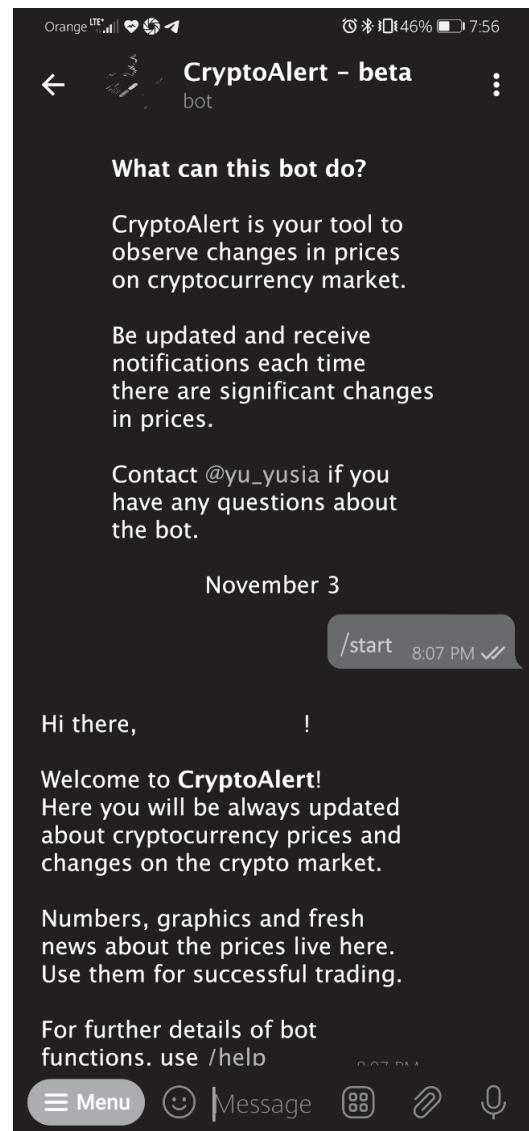 Orange LTE+ 46% 7:56
CryptoAlert – beta
bot
What can this bot do?
CryptoAlert is your tool to
observe changes in prices
on cryptocurrency market.
Be updated and receive
notifications each time
there are significant changes
in prices.
Contact @yu_yusia if you
have any questions about
the bot.
November 3
/start 8:07 PM
Hi there, !
Welcome to CryptoAlert!
Here you will be always updated
about cryptocurrency prices and
changes on the crypto market.
Numbers, graphics and fresh
news about the prices live here.
Use them for successful trading.
For further details of bot
functions, use /help 8:07 PM
Menu Message